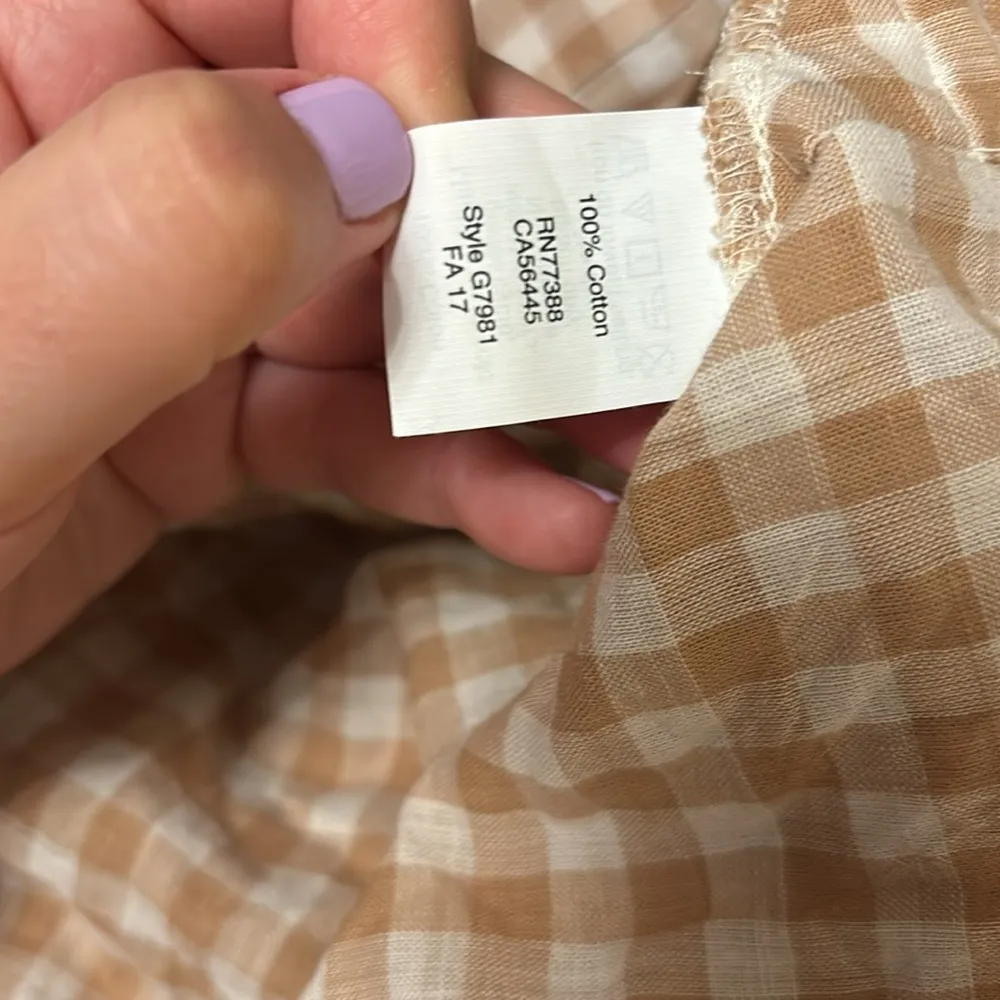 100% Cotton
RN77388
CA56445
Style G7981
FA 17